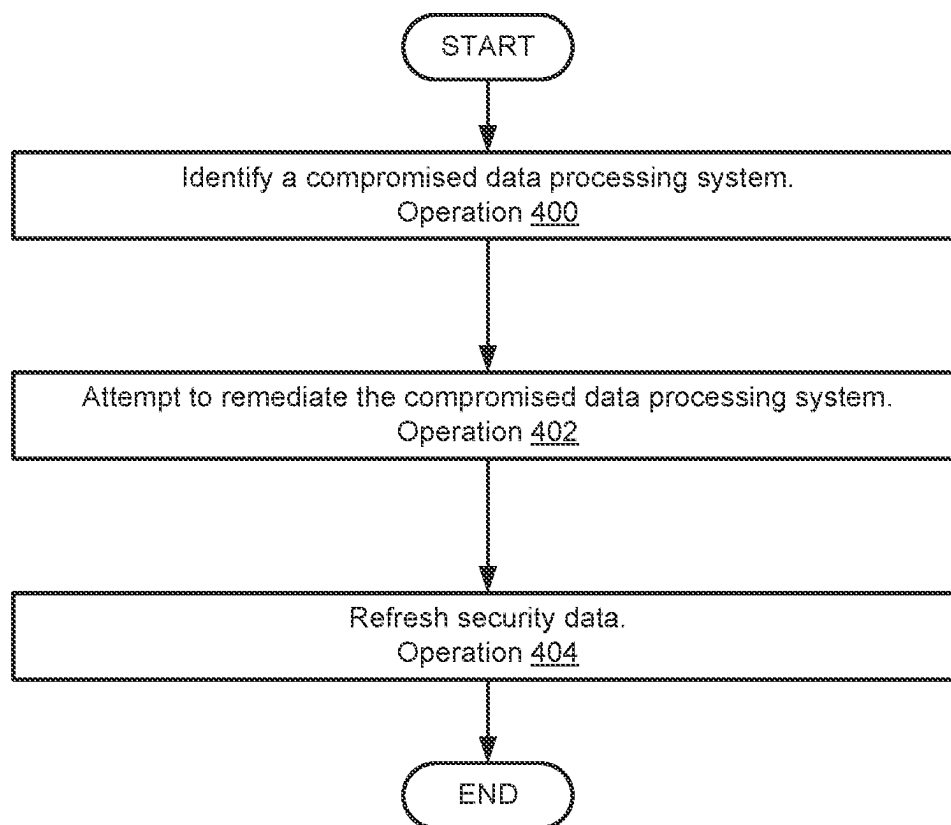 START
Identify a compromised data processing system.
Operation 400
Attempt to remediate the compromised data processing system.
Operation 402
Refresh security data.
Operation 404
END